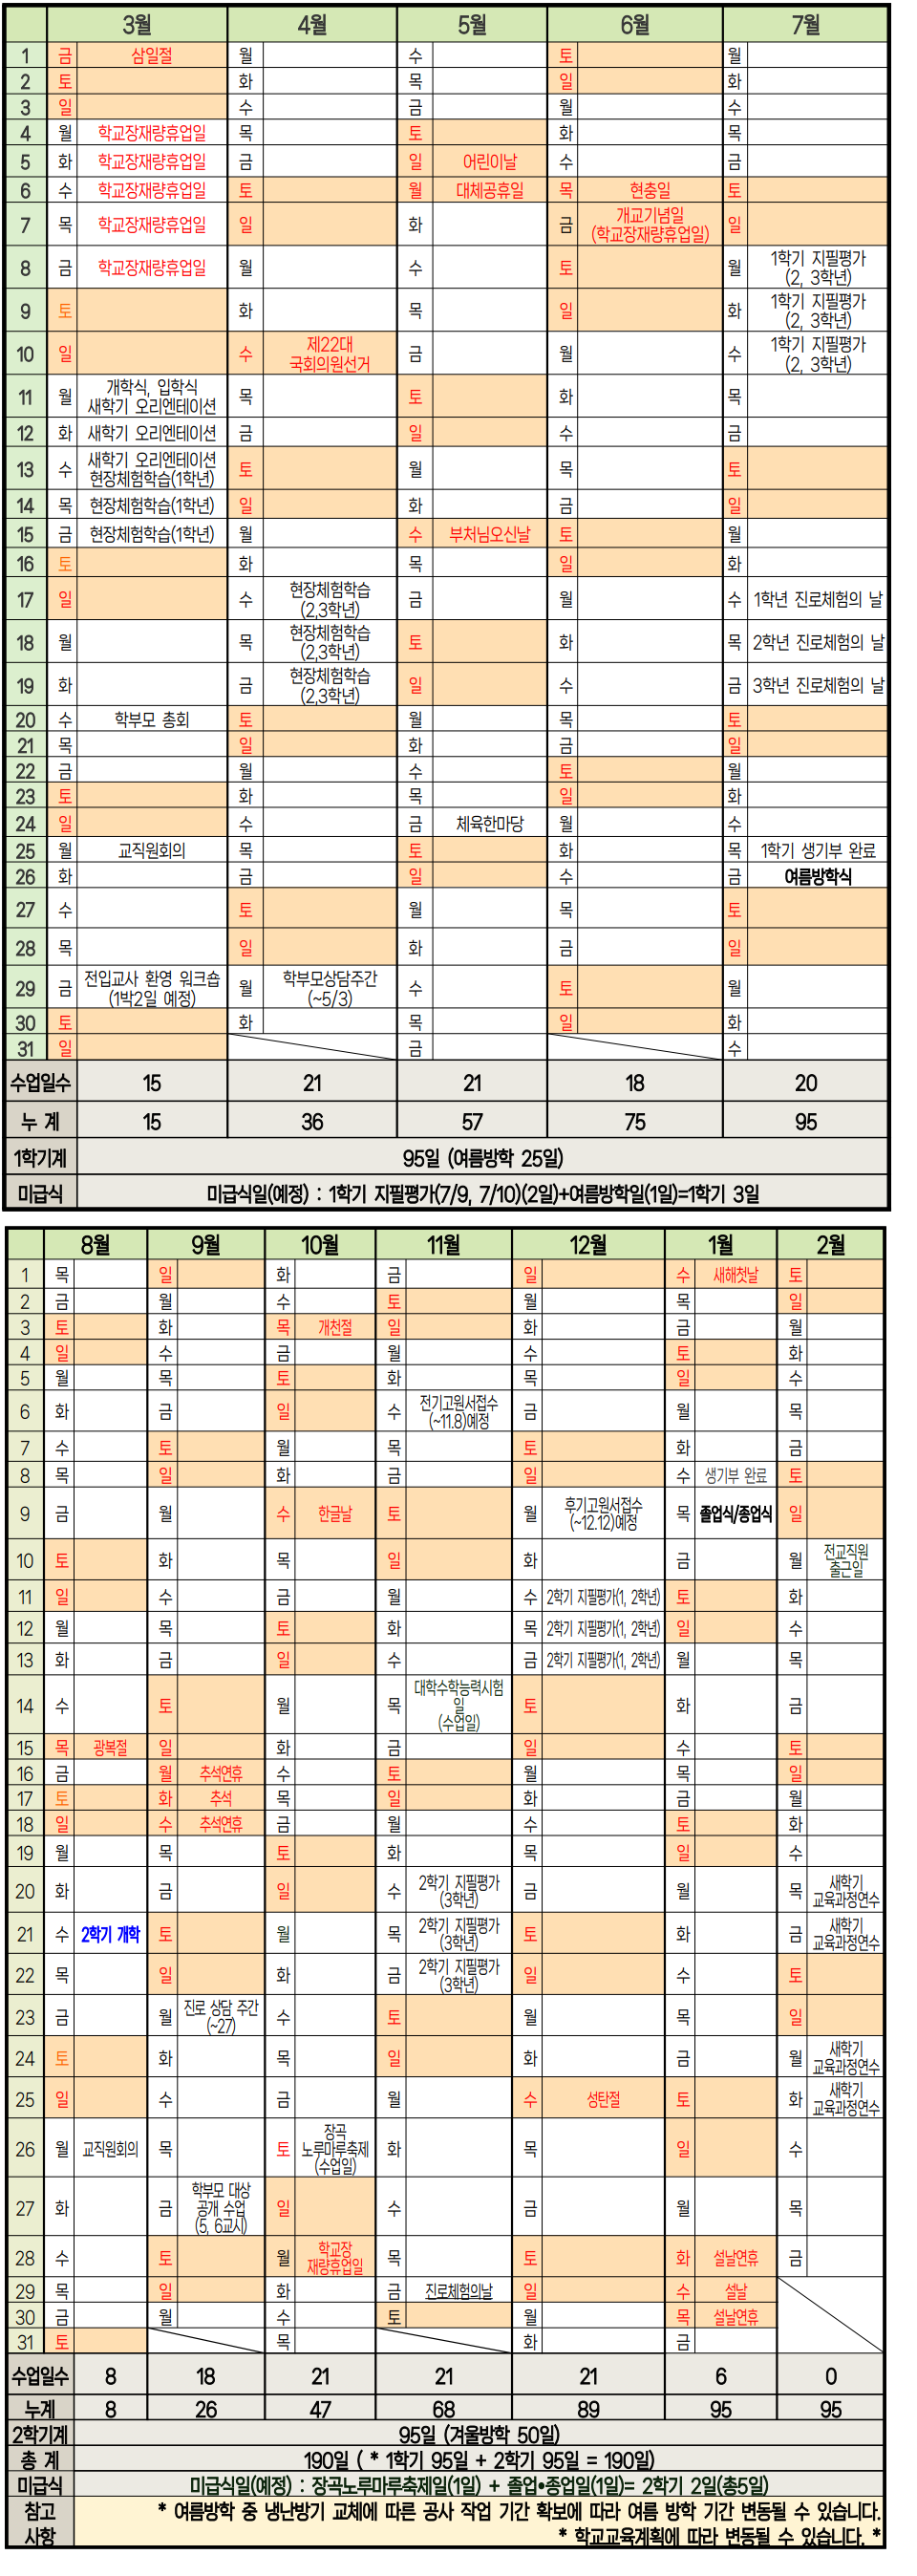 3월 4월 5월 6월 7월
1 금 삼일절 월 수 토 월
2 토 화 목 일 화
3 일 수 금 월 수
4 월 학교장재량휴업일 목 토 화 목
5 화 학교장재량휴업일 금 일 어린이날 수 금
6 수 학교장재량휴업일 토 월 대체공휴일 목 현충일 토
7 목 학교장재량휴업일 일 화 금 개교기념일
(학교장재량휴업일) 일
8 금 학교장재량휴업일 월 수 토 월 1학기 지필평가
(2, 3학년)
9 토 화 목 일 화 1학기 지필평가
(2, 3학년)
10 일 수 제22대
국회의원선거 금 월 수 1학기 지필평가
(2, 3학년)
11 월 개학식, 입학식
새학기 오리엔테이션 목 토 화 목
12 화 새학기 오리엔테이션 금 일 수 금
13 수 새학기 오리엔테이션
현장체험학습(1학년) 토 월 목 토
14 목 현장체험학습(1학년) 일 화 금 일
15 금 현장체험학습(1학년) 월 수 부처님오신날 토 월
16 토 화 목 일 화
17 일 수 현장체험학습
(2,3학년) 금 월 수 1학년 진로체험의 날
18 월 목 현장체험학습
(2,3학년) 토 화 목 2학년 진로체험의 날
19 화 금 현장체험학습
(2,3학년) 일 수 금 3학년 진로체험의 날
20 수 학부모 총회 토 월 목 토
21 목 일 화 금 일
22 금 월 수 토 월
23 토 화 목 일 화
24 일 수 금 체육한마당 월 수
25 월 교직원회의 목 토 화 목 1학기 생기부 완료
26 화 금 일 수 금 여름방학식
27 수 토 월 목 토
28 목 일 화 금 일
29 금 전입교사 환영 워크숍
(1박2일 예정) 월 학부모상담주간
(~5/3) 수 토 월
30 토 화 목 일 화
31 일 금 수
수업일수 15 21 21 18 20
누 계 15 36 57 75 95
1학기계 95일 (여름방학 25일)
미급식 미급식일(예정) : 1학기 지필평가(7/9, 7/10)(2일)+여름방학일(1일)=1학기 3일
8월 9월 10월 11월 12월 1월 2월
1 목 일 화 금 일 수 새해첫날 토
2 금 월 수 토 월 목 일
3 토 화 목 개천절 일 화 금 월
4 일 수 금 월 수 토 화
5 월 목 토 화 목 일 수
6 화 금 일 수 전기고원서접수
(~11.8)예정 금 월 목
7 수 토 월 목 토 화 금
8 목 일 화 금 일 수 생기부 완료 토
9 금 월 수 한글날 토 월 후기고원서접수
(~12.12)예정 목 졸업식/종업식 일
10 토 화 목 일 화 금 월 전교직원
출근일
11 일 수 금 월 수 2학기 지필평가(1, 2학년) 토 화
12 월 목 토 화 목 2학기 지필평가(1, 2학년) 일 수
13 화 금 일 수 금 2학기 지필평가(1, 2학년) 월 목
14 수 토 월 목 대학수학능력시험
일
(수업일) 토 화 금
15 목 광복절 일 화 금 일 수 토
16 금 월 추석연휴 수 토 월 목 일
17 토 화 추석 목 일 화 금 월
18 일 수 추석연휴 금 월 수 토 화
19 월 목 토 화 목 일 수
20 화 금 일 수 2학기 지필평가
(3학년) 금 월 목 새학기
교육과정연수
21 수 2학기 개학 토 월 목 2학기 지필평가
(3학년) 토 화 금 새학기
교육과정연수
22 목 일 화 금 2학기 지필평가
(3학년) 일 수 토
23 금 월 진로 상담 주간
(~27) 수 토 월 목 일
24 토 화 목 일 화 금 월 새학기
교육과정연수
25 일 수 금 월 수 성탄절 토 화 새학기
교육과정연수
26 월 교직원회의 목 토 장곡
노루마루축제
(수업일) 화 목 일 수
27 화 금 학부모 대상
공개 수업
(5, 6교시) 일 수 금 월 목
28 수 토 월 학교장
재량휴업일 목 토 화 설날연휴 금
29 목 일 화 금 진로체험의날 일 수 설날
30 금 월 수 토 월 목 설날연휴
31 토 목 화 금
수업일수 8 18 21 21 21 6 0
누계 8 26 47 68 89 95 95
2학기계 95일 (겨울방학 50일)
총 계 190일 ( * 1학기 95일 + 2학기 95일 = 190일)
미급식 미급식일(예정) : 장곡노루마루축제일(1일) + 졸업•종업일(1일)= 2학기 2일(총5일)
참고
사항 * 여름방학 중 냉난방기 교체에 따른 공사 작업 기간 확보에 따라 여름 방학 기간 변동될 수 있습니다.
* 학교교육계획에 따라 변동될 수 있습니다. *